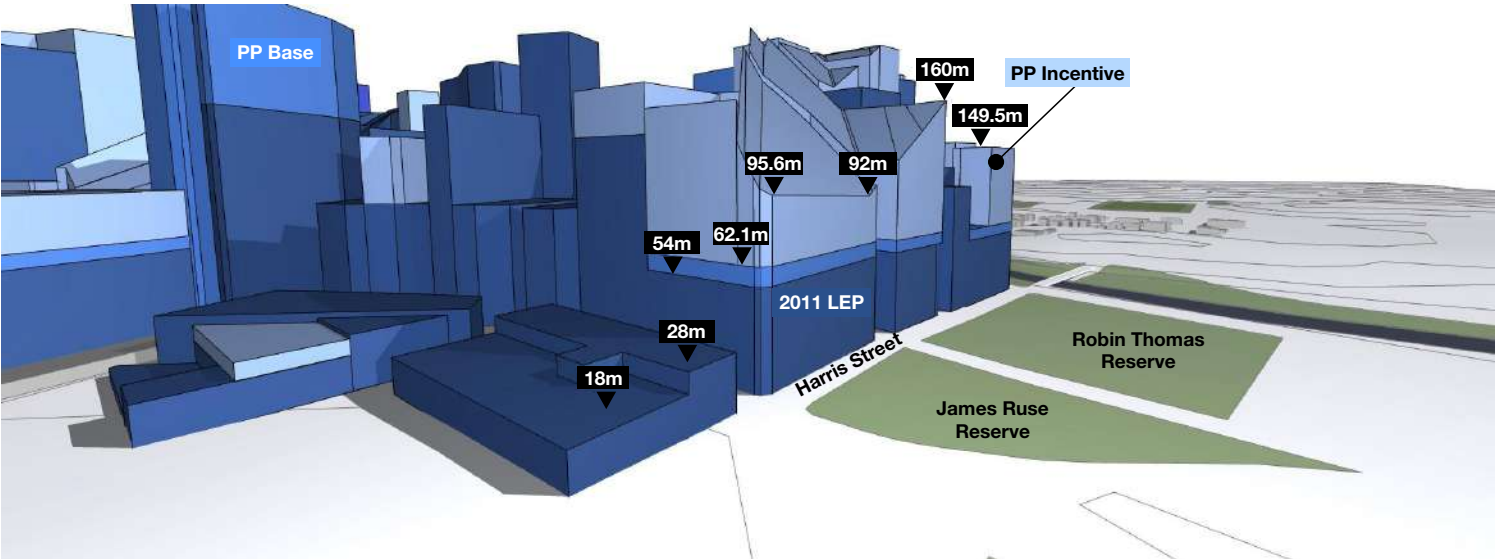 PP Base
160m
PP Incentive
149.5m
95.6m
92m
62.1m
54m
2011 LEP
28m
Harris Street
Robin Thomas
Reserve
18m
James Ruse
Reserve